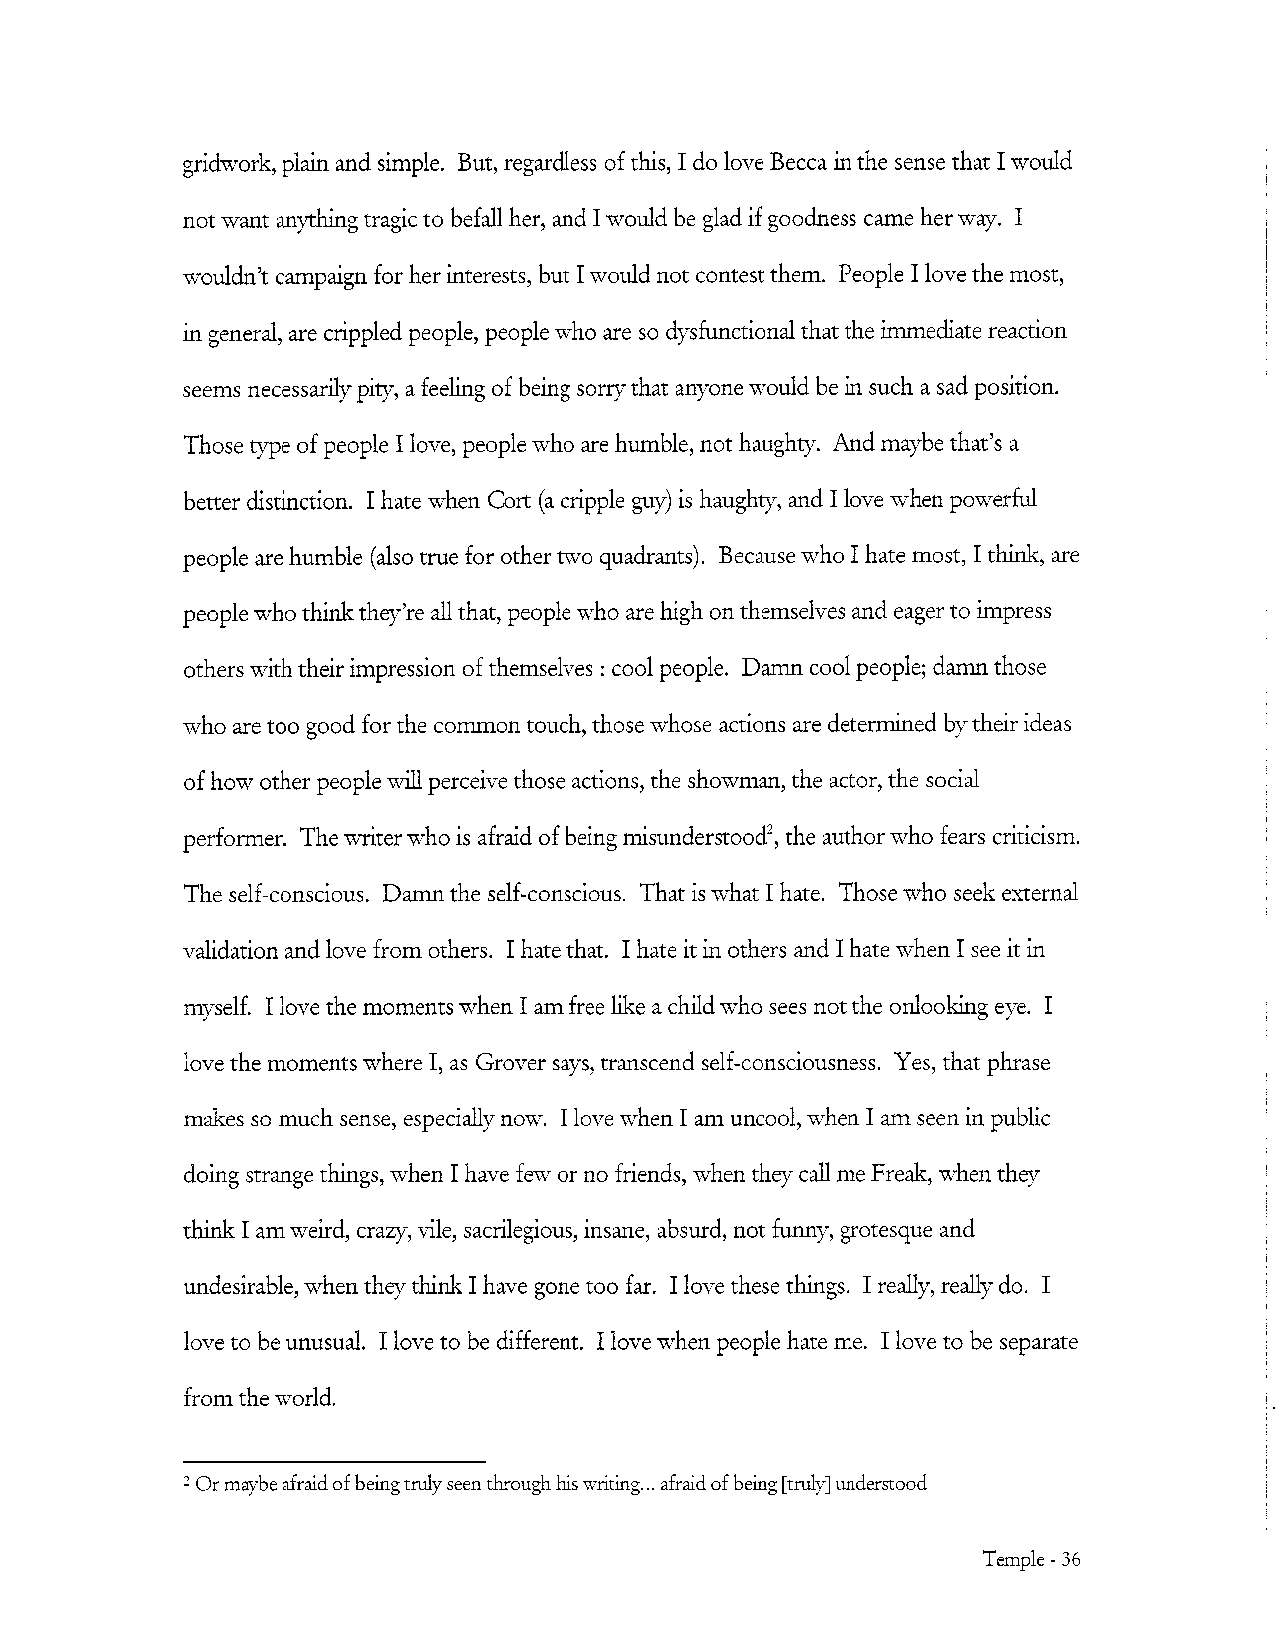 gridwork, plain and simple.  But, regardless of this, I do love Becca in the sense that I would
not want anything tragic to befall her, and I would be glad if goodness came her way.  I
wouldn't campaign for her interests, but I would not contest them.  People I love the most,
in general, are crippled people, people who are so dysfunctional that the immediate reaction
seems necessarily pity, a feeling of being sorry that anyone would be in such a sad position.
Those type of people I love, people who are humble, not haughty.  And maybe that's a
better distinction.  I hate when Cort (a cripple guy) is haughty, and I love when powerful
people are humble (also true for other two quadrants).  Because who I hate most, I think, are
people who think they're all that, people who are high on themselves and eager to impress
others with their impression of themselves : cool people.  Damn cool people; damn those
who are too good for the common touch, those whose actions are determined by their ideas
of how other people will perceive those actions, the showman, the actor, the social
performer.  The writer who is afraid of being misunderstood², the author who fears criticism.
The self-conscious.  Damn the self-conscious.  That is what I hate.  Those who seek external
validation and love from others.  I hate that.  I hate it in others and I hate when I see it in
myself.  I love the moments when I am free like a child who sees not the onlooking eye.  I
love the moments where I, as Grover says, transcend self-consciousness.  Yes, that phrase
makes so much sense, especially now.  I love when I am uncool, when I am seen in public
doing strange things, when I have few or no friends, when they call me Freak, when they
think I am weird, crazy, vile, sacrilegious, insane, absurd, not funny, grotesque and
undesirable, when they think I have gone too far.  I love these things.  I really, really do.  I
love to be unusual.  I love to be different.  I love when people hate me.  I love to be separate
from the world.
² Or maybe afraid of being truly seen through his writing... afraid of being [truly] understood
Temple - 36